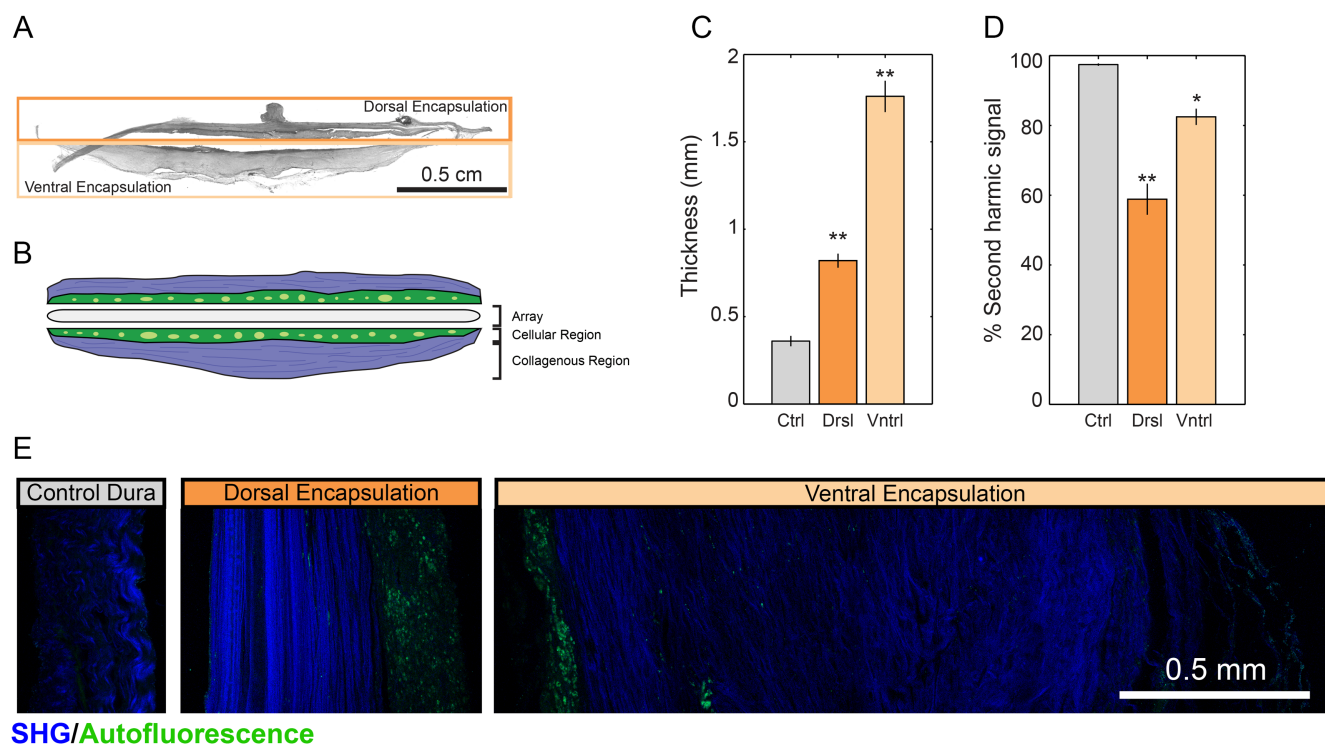 A
Dorsal Encapsulation
Ventral Encapsulation
0.5 cm
B
Array
Cellular Region
Collagenous Region
C
Thickness (mm)
2
1.5
1
0.5
0
**
**
Ctrl Drsl Vntrl
D
% Second harmic signal
100
80
60
40
20
0
**
*
Ctrl Drsl Vntrl
E
Control Dura
Dorsal Encapsulation
Ventral Encapsulation
0.5 mm
SHG/Autofluorescence